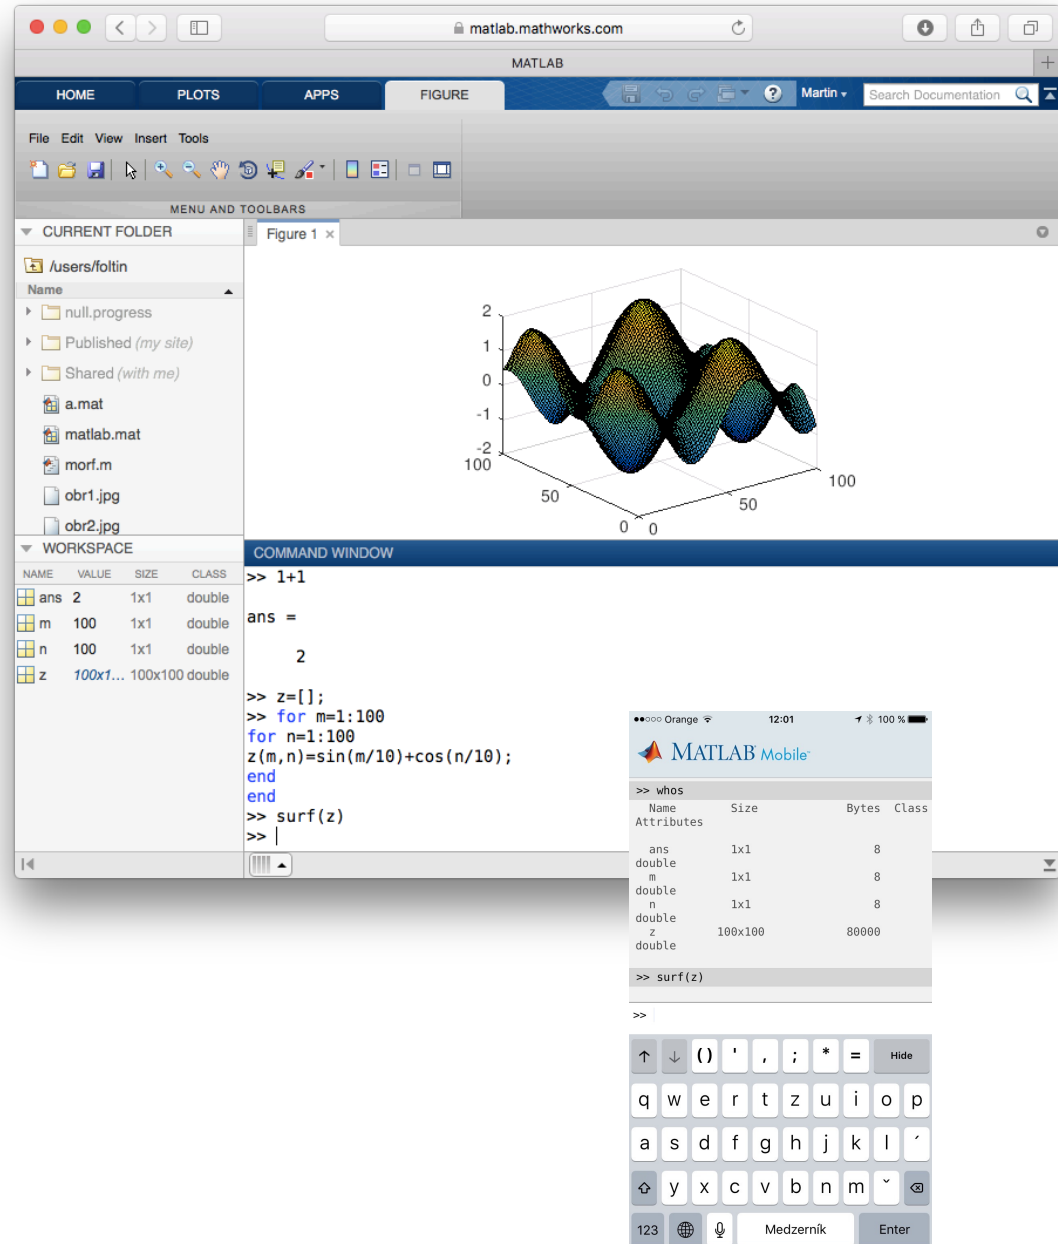 matlab.mathworks.com
MATLAB
HOME PLOTS APPS FIGURE Martin Search Documentation
File Edit View Insert Tools
MENU AND TOOLBARS
CURRENT FOLDER
/users/foltin
Name
null.progress
Published (my site)
Shared (with me)
a.mat
matlab.mat
morf.m
obr1.jpg
obr2.jpg
Figure 1 ×
2
1
0
-1
-2
100
50
0
0
50
100
WORKSPACE
NAME VALUE SIZE CLASS
ans 2 1x1 double
m 100 1x1 double
n 100 1x1 double
z 100x1... 100x100 double
COMMAND WINDOW
>> 1+1
ans =
2
>> z=[];
>> for m=1:100
for n=1:100
z(m,n)=sin(m/10)+cos(n/10);
end
end
>> surf(z)
>>
Orange 12:01 100 %
MATLAB Mobile™
>> whos
Name Size Bytes Class
Attributes
ans 1x1 8
double
m 1x1 8
double
n 1x1 8
double
z 100x100 80000
double
>> surf(z)
>>
↑ ↓ () ' , ; * = Hide
q w e r t z u i o p
a s d f g h j k l ´
y x c v b n m ˇ
123 Medzerník Enter